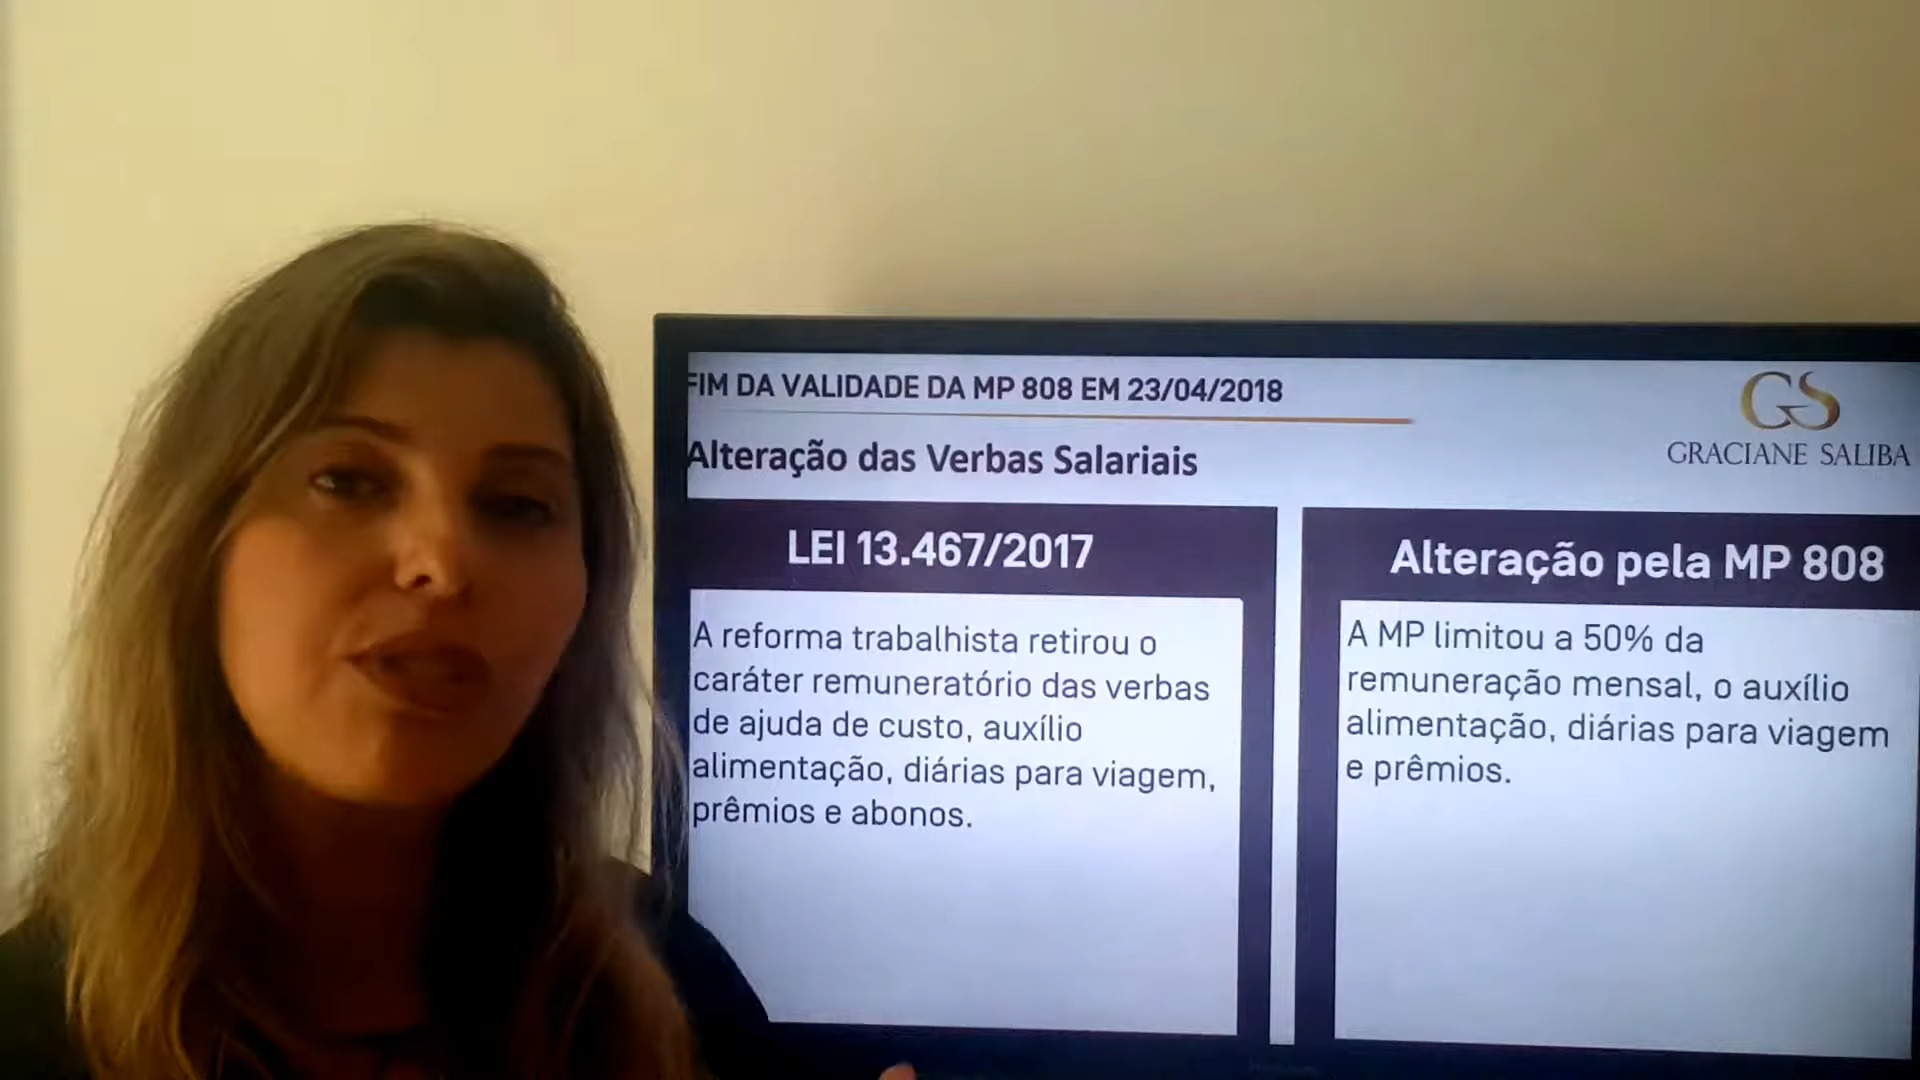 FIM DA VALIDADE DA MP 808 EM 23/04/2018
GS
GRACIANE SALIBA
Alteração das Verbas Salariais
LEI 13.467/2017
A reforma trabalhista retirou o
caráter remuneratório das verbas
de ajuda de custo, auxílio
alimentação, diárias para viagem,
prêmios e abonos.
Alteração pela MP 808
A MP limitou a 50% da
remuneração mensal, o auxílio
alimentação, diárias para viagem
e prêmios.